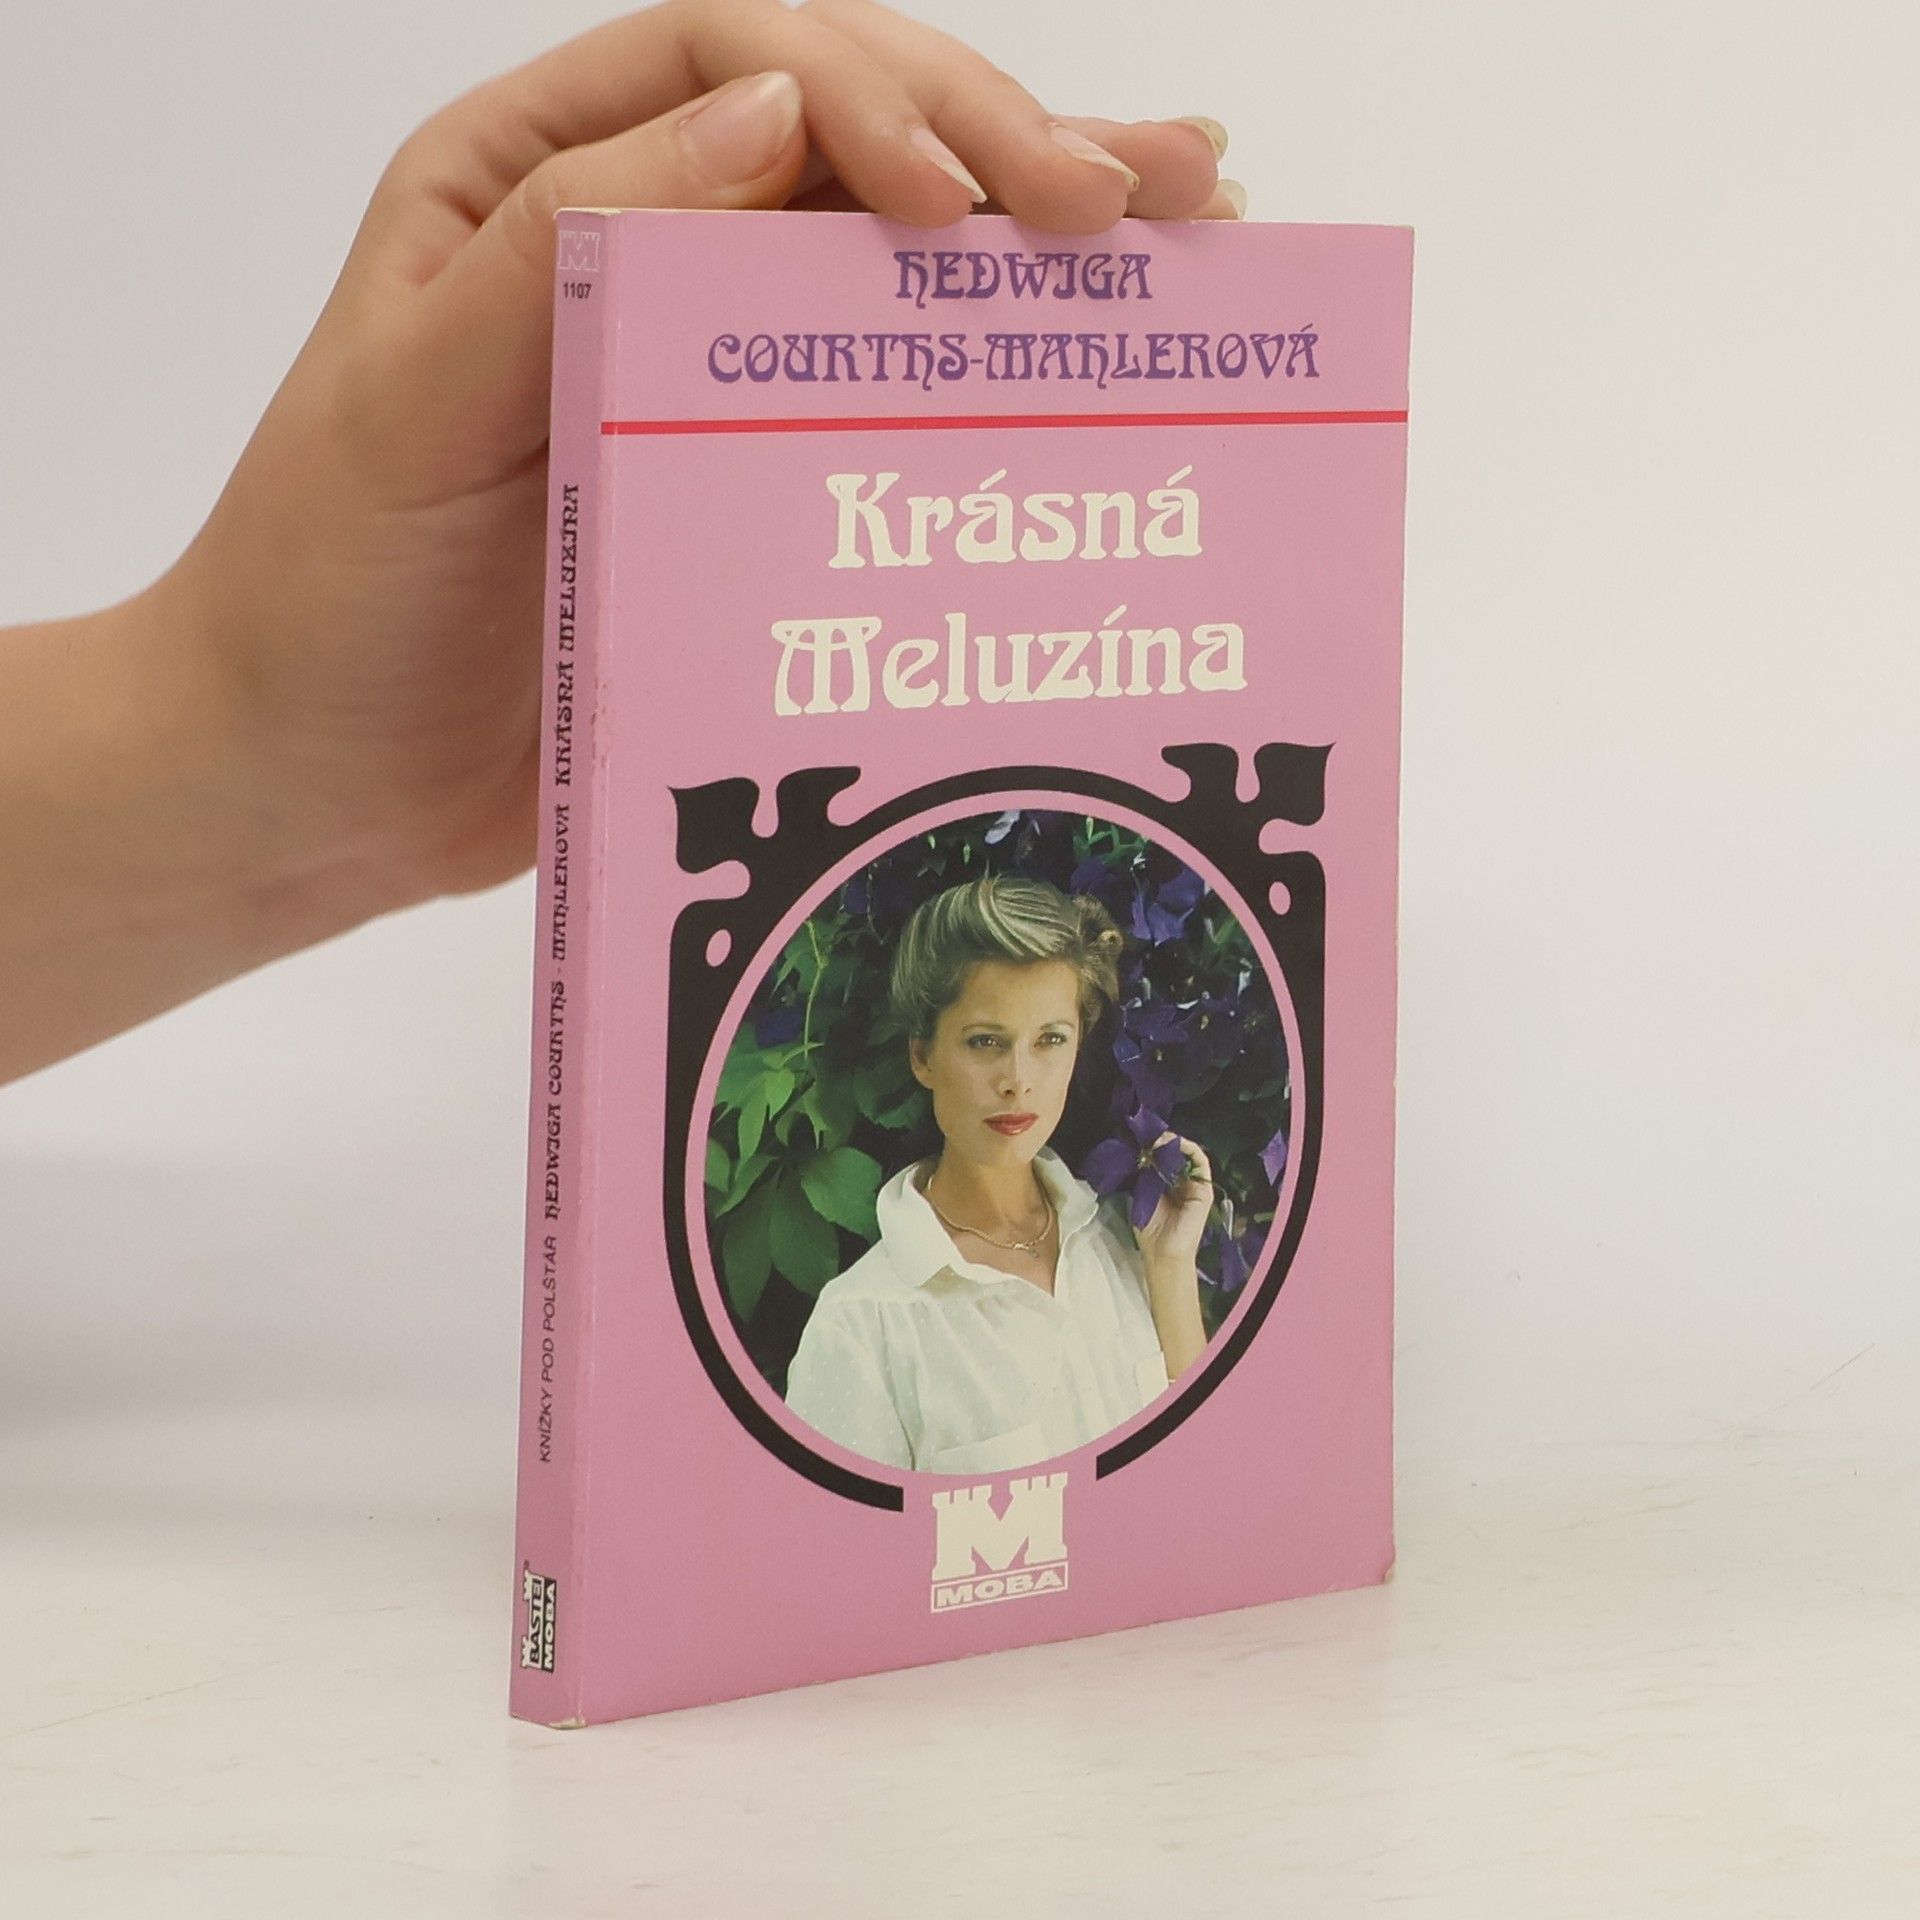 HEDWIGA
COURTHS-MAHLEROVÁ
Krásná
Meluzína
M
MOBA
M
1107
KNÍŽKY POD POLŠTÁŘ HEDWIGA COURTHS - MAHLEROVÁ KRÁSNÁ MELUZÍNA
BASTEI
MOBA